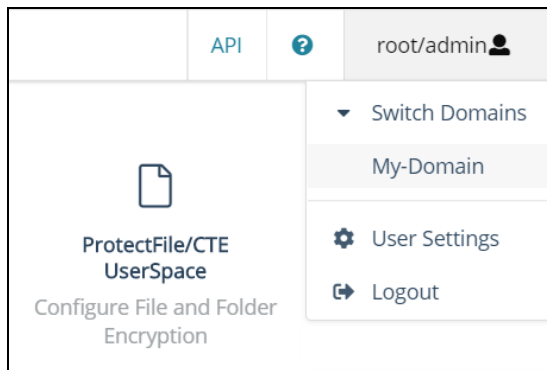 API
root/admin
Switch Domains
My-Domain
User Settings
Logout
ProtectFile/CTE
UserSpace
Configure File and Folder
Encryption